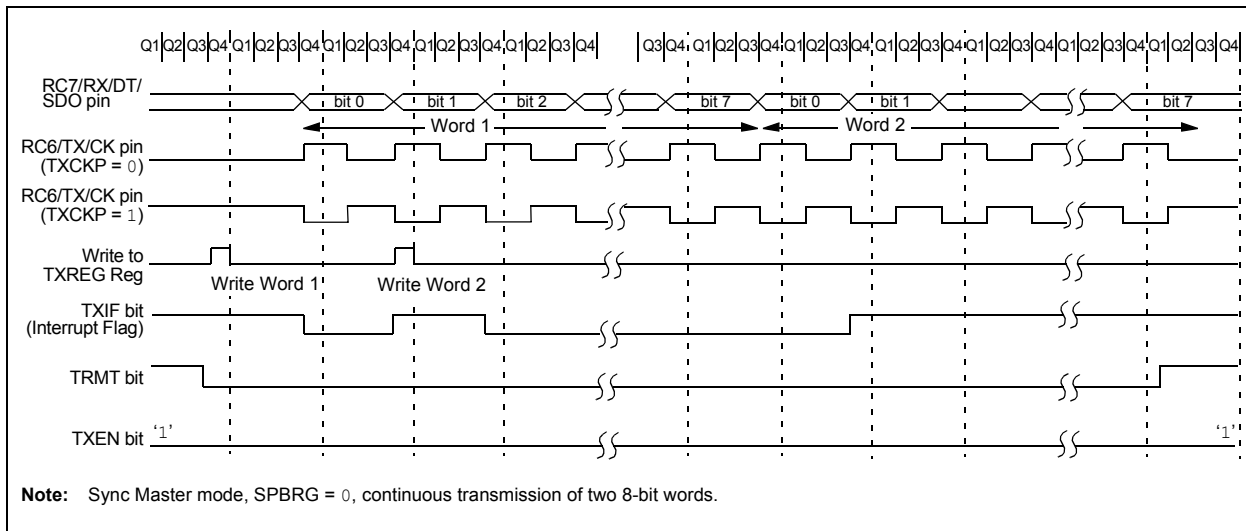 Q1 Q2 Q3 Q4 Q1 Q2 Q3 Q4 Q1 Q2 Q3 Q4 Q1 Q2 Q3 Q4 Q1 Q2 Q3 Q4 Q3 Q4 Q1 Q2 Q3 Q4 Q1 Q2 Q3 Q4 Q1 Q2 Q3 Q4 Q1 Q2 Q3 Q4 Q1 Q2 Q3 Q4 Q1 Q2 Q3 Q4
RC7/RX/DT/
SDO pin
bit 0 bit 1 bit 2 bit 7 bit 0 bit 1 bit 7
Word 1 Word 2
RC6/TX/CK pin
(TXCKP = 0)
RC6/TX/CK pin
(TXCKP = 1)
Write to
TXREG Reg
Write Word 1 Write Word 2
TXIF bit
(Interrupt Flag)
TRMT bit
TXEN bit '1' '1'
Note: Sync Master mode, SPBRG = 0, continuous transmission of two 8-bit words.